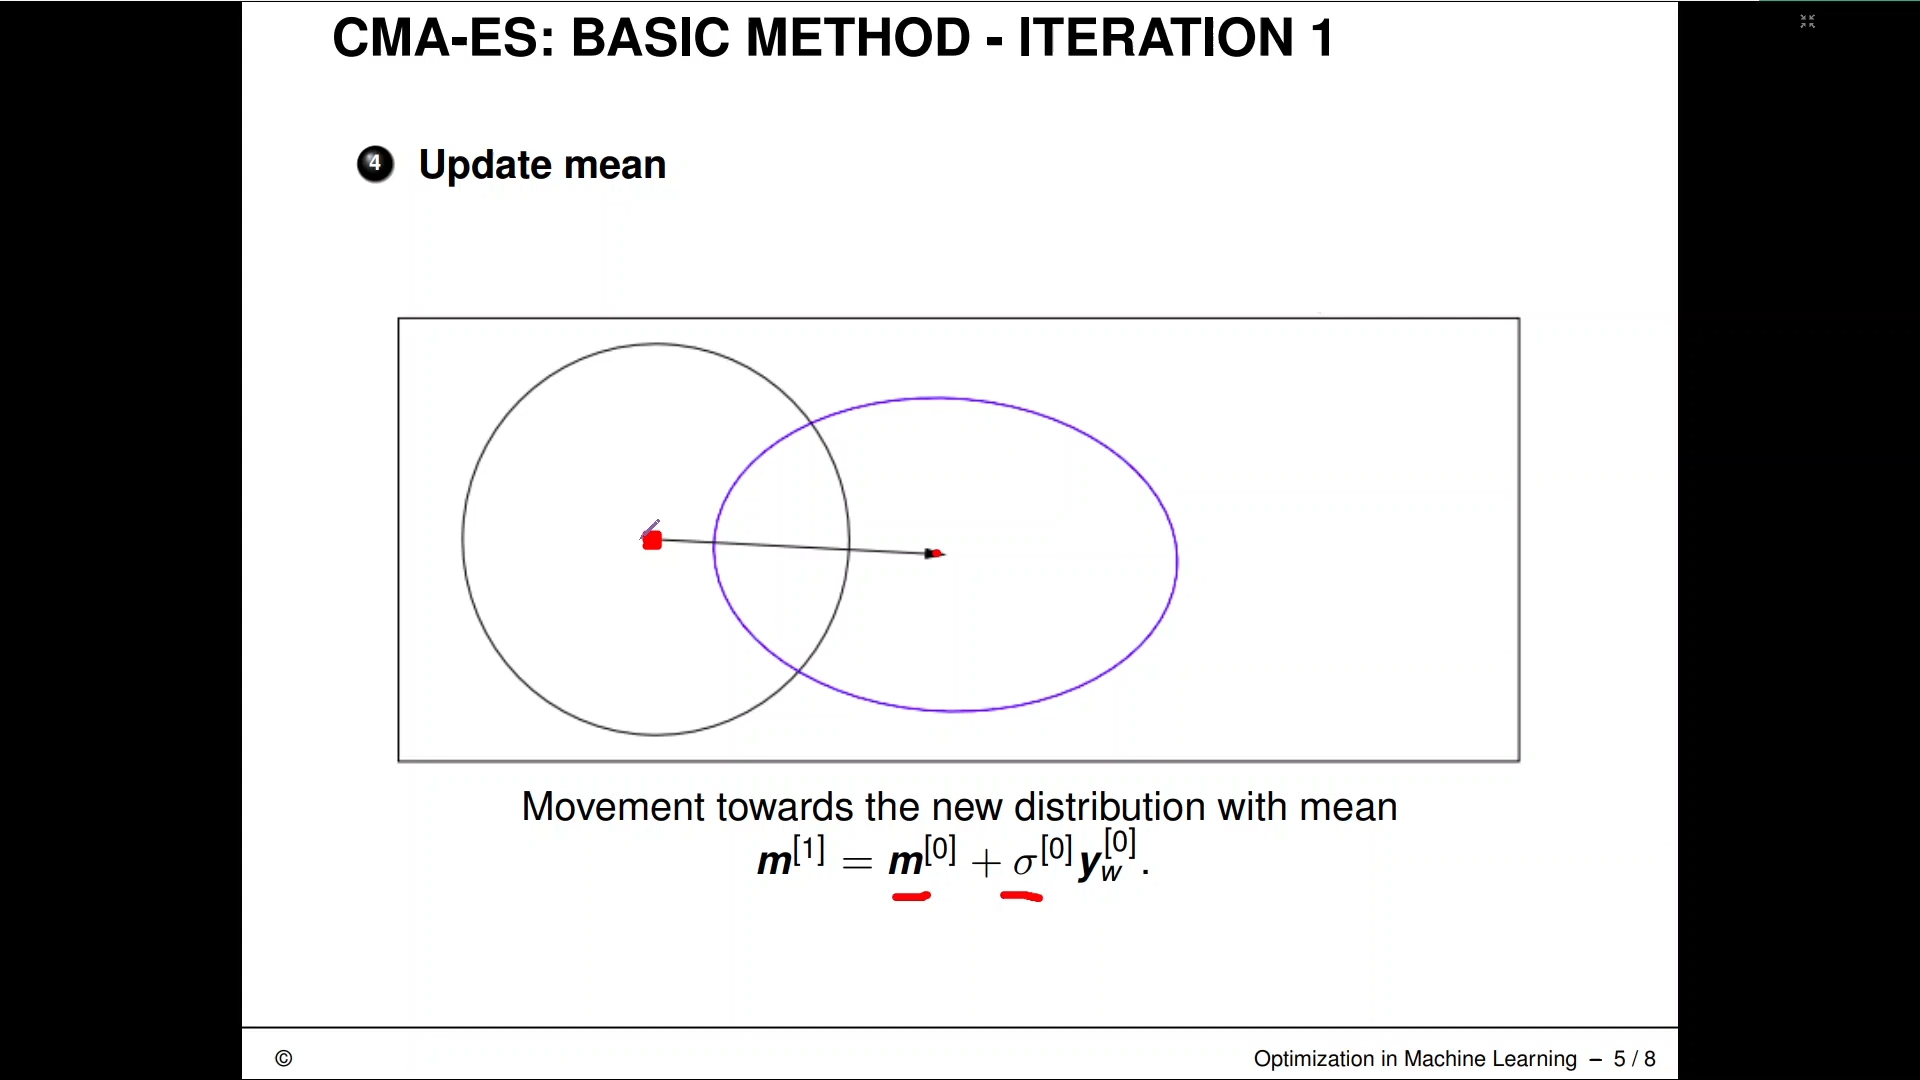 CMA-ES: BASIC METHOD - ITERATION 1
4 Update mean
Movement towards the new distribution with mean
m^[1] = m^[0] + σ^[0] y_w^[0].
© Optimization in Machine Learning – 5 / 8